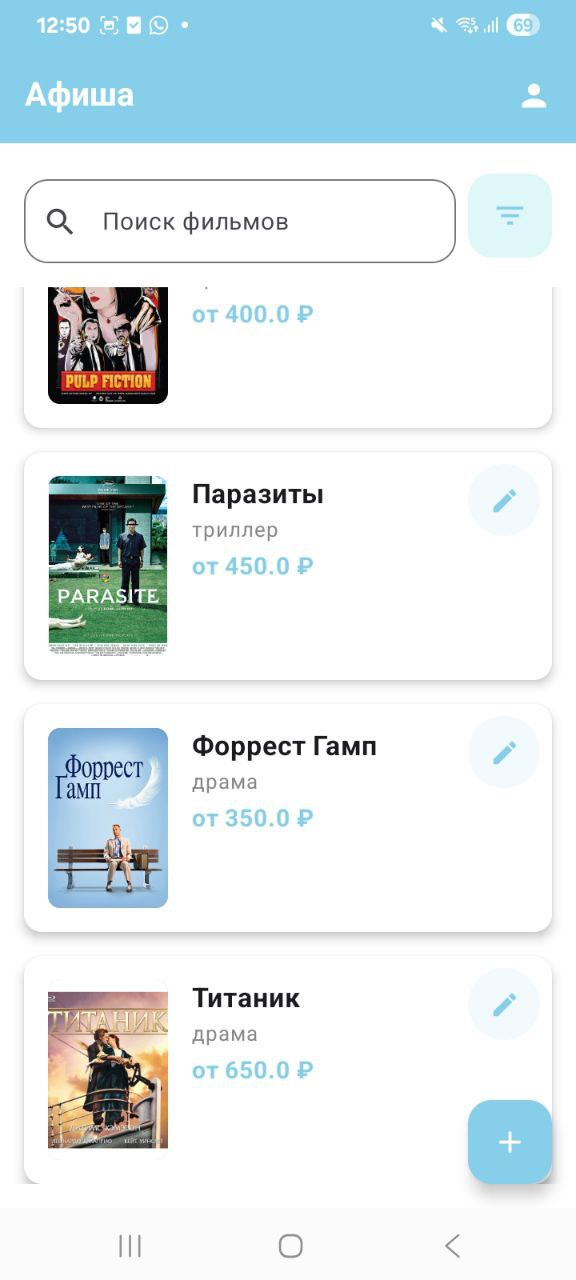 12:50
69
Афиша
Поиск фильмов
PULP FICTION
от 400.0 ₽
Паразиты
триллер
от 450.0 ₽
PARASITE
Форрест Гамп
драма
от 350.0 ₽
Форрест
Гамп
Титаник
драма
от 650.0 ₽
ТИТАНИК